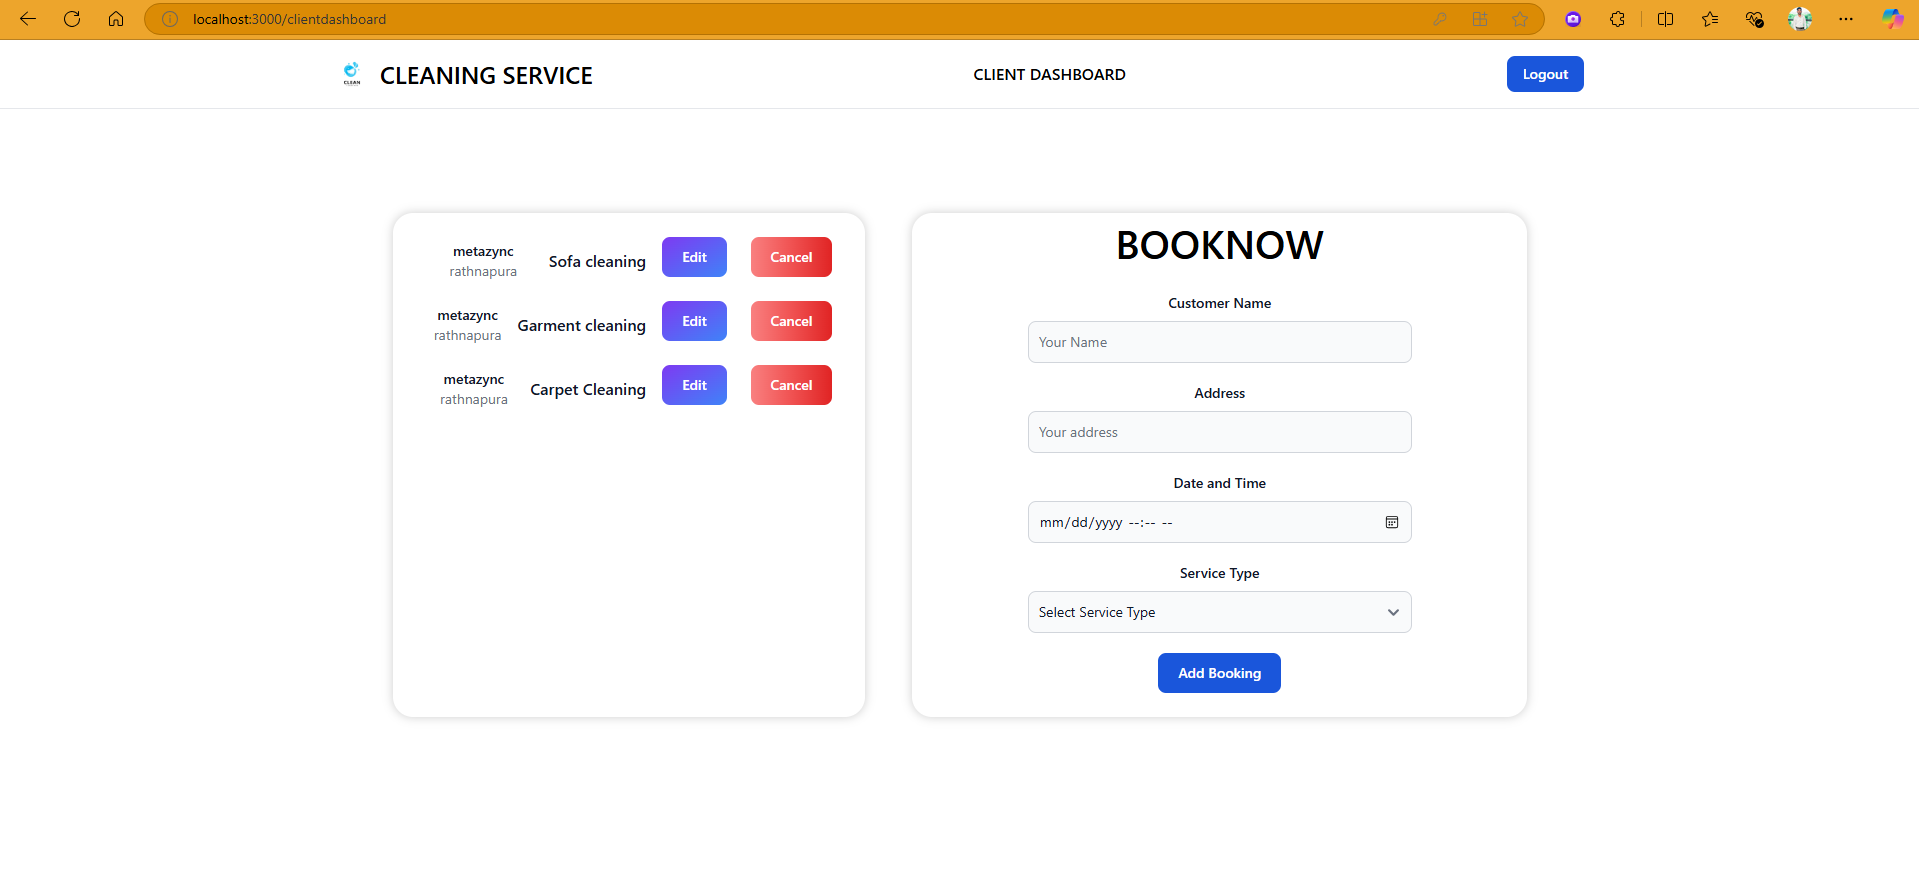 localhost:3000/clientdashboard
CLEAN
CLEANING SERVICE
CLIENT DASHBOARD
Logout
metazync
rathnapura
Sofa cleaning
Edit
Cancel
metazync
rathnapura
Garment cleaning
Edit
Cancel
metazync
rathnapura
Carpet Cleaning
Edit
Cancel
BOOKNOW
Customer Name
Your Name
Address
Your address
Date and Time
mm/dd/yyyy --:-- --
Service Type
Select Service Type
Add Booking